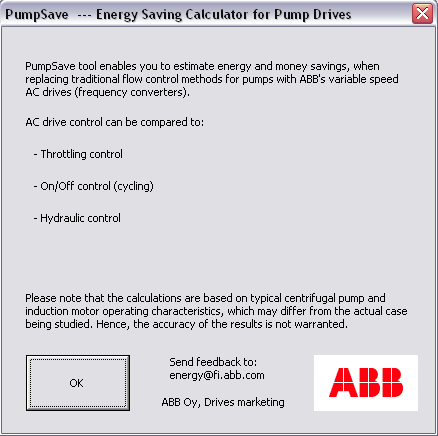 PumpSave --- Energy Saving Calculator for Pump Drives
PumpSave tool enables you to estimate energy and money savings, when
replacing traditional flow control methods for pumps with ABB's variable speed
AC drives (frequency converters).
AC drive control can be compared to:
- Throttling control
- On/Off control (cycling)
- Hydraulic control
Please note that the calculations are based on typical centrifugal pump and
induction motor operating characteristics, which may differ from the actual case
being studied. Hence, the accuracy of the results is not warranted.
OK
Send feedback to:
energy@fi.abb.com
ABB Oy, Drives marketing
ABB